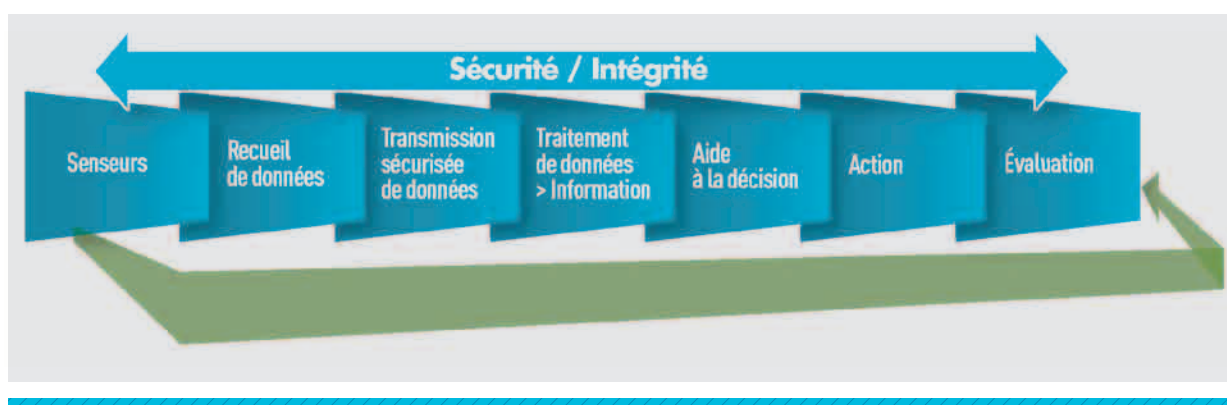 Sécurité / Intégrité
Senseurs
Recueil
de données
Transmission
sécurisée
de données
Traitement
de données
> Information
Aide
à la décision
Action
Évaluation